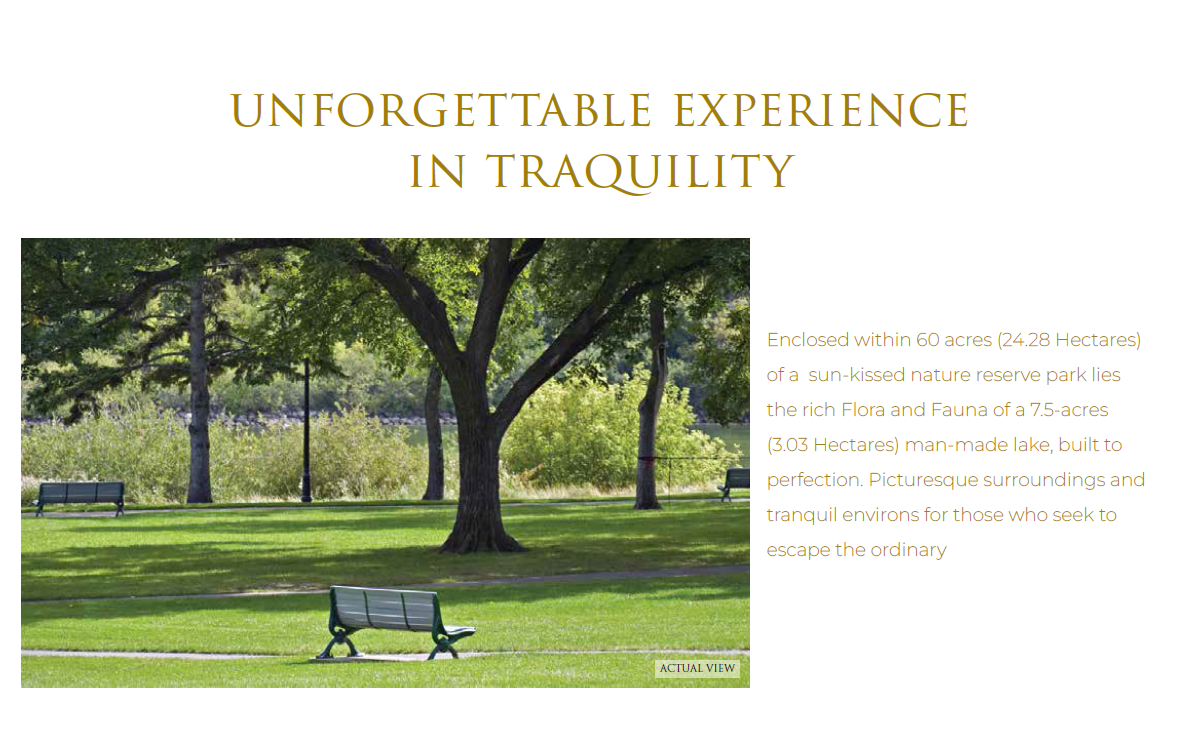 UNFORGETTABLE EXPERIENCE
IN TRAQUILITY
Enclosed within 60 acres (24.28 Hectares)
of a  sun-kissed nature reserve park lies
the rich Flora and Fauna of a 7.5-acres
(3.03 Hectares) man-made lake, built to
perfection. Picturesque surroundings and
tranquil environs for those who seek to
escape the ordinary
ACTUAL VIEW